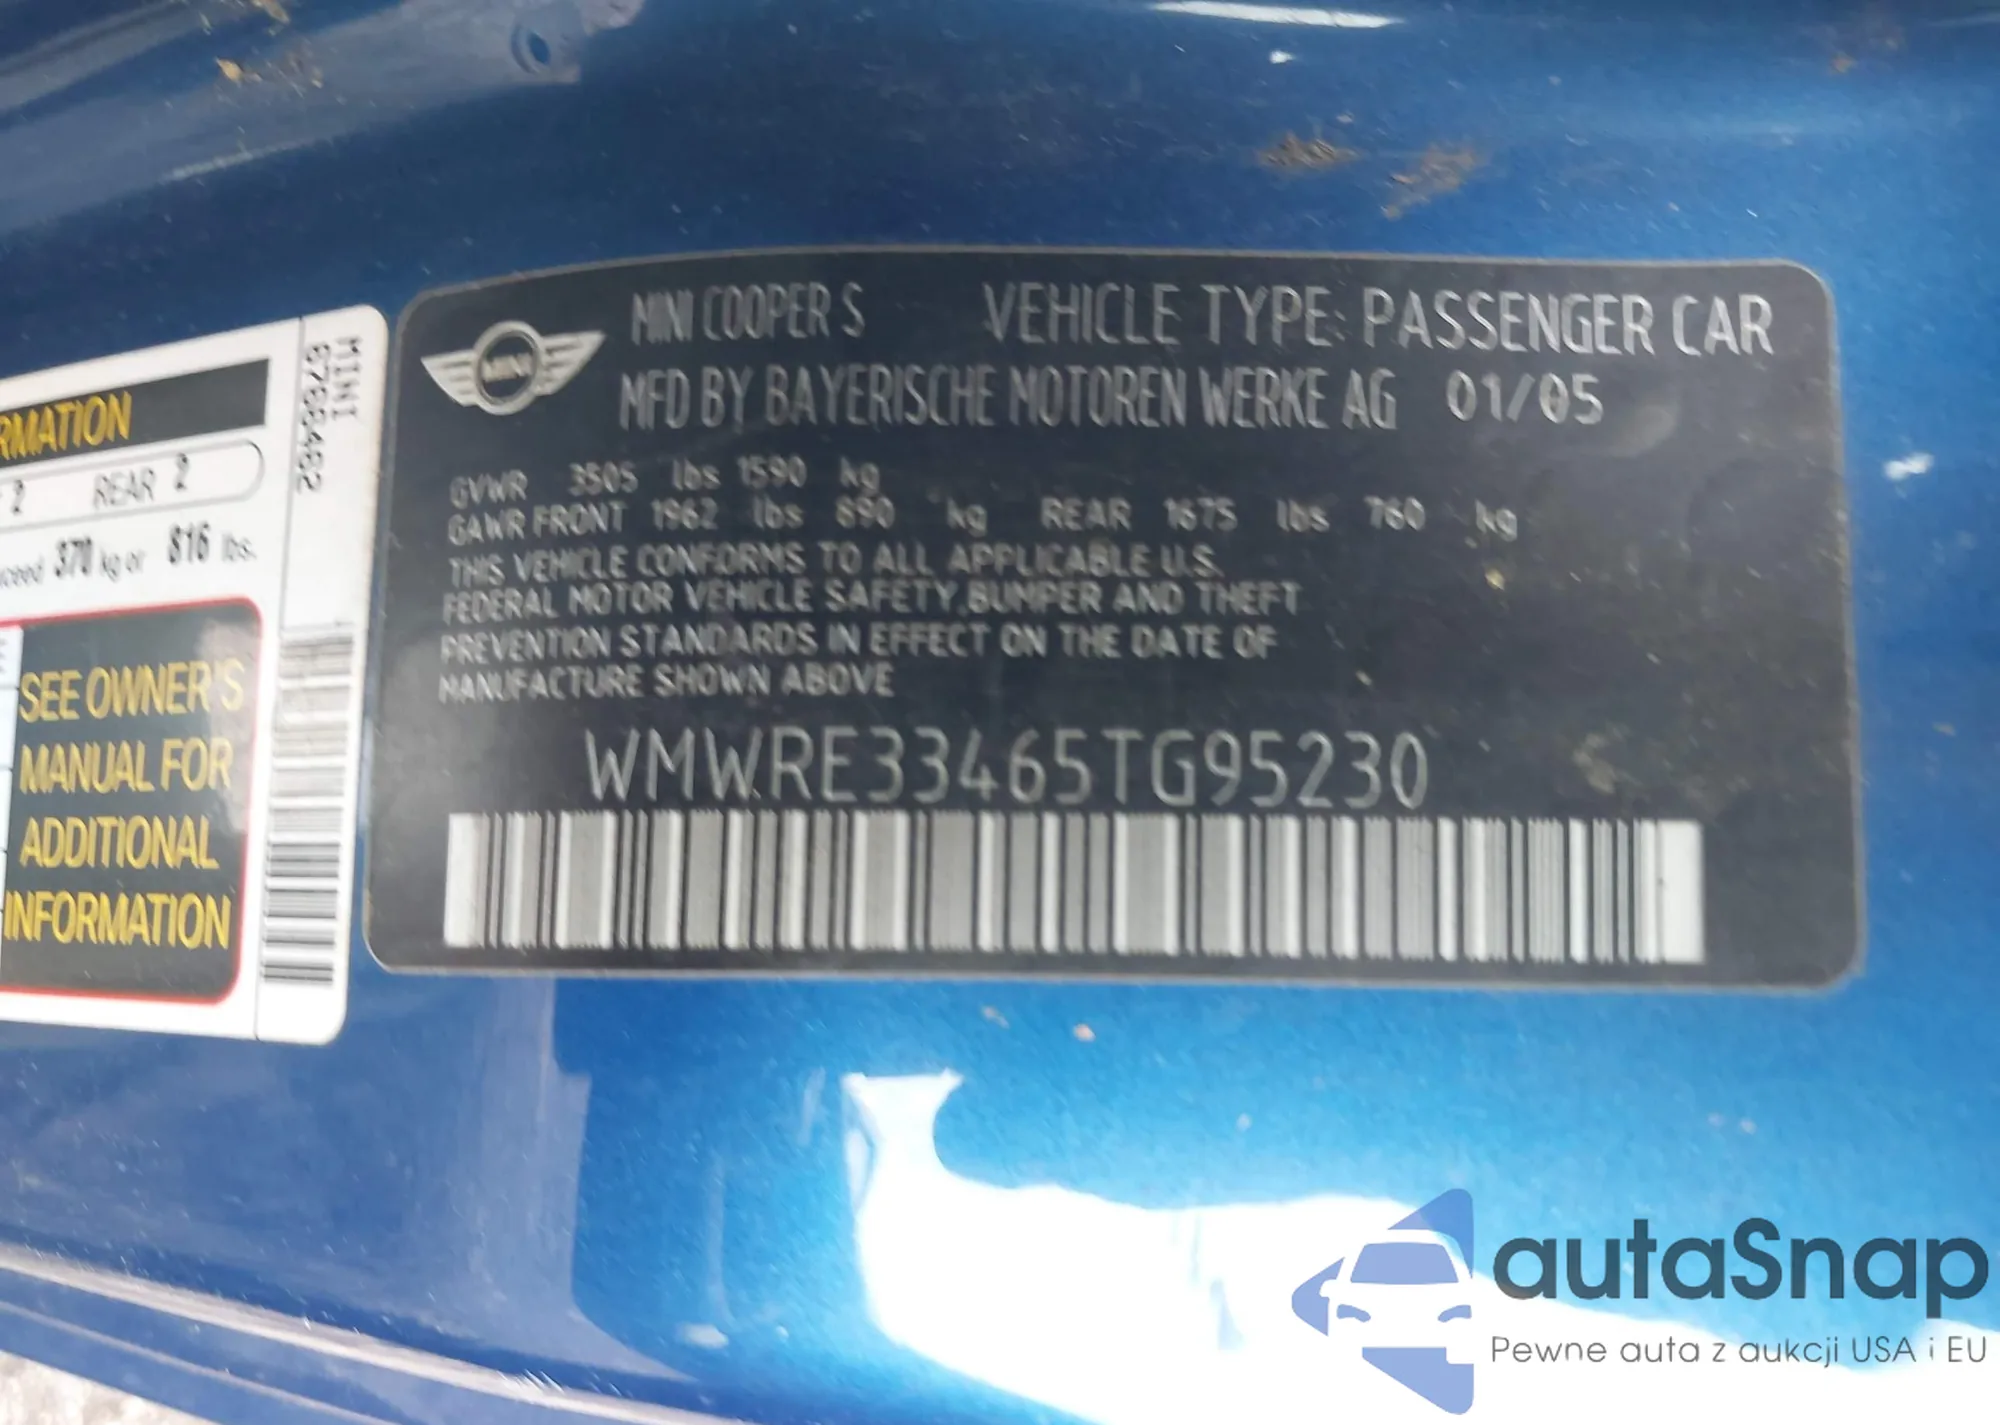 RMATION
2 REAR 2
ceed 370 kg or 816 lbs.
SEE OWNER'S
MANUAL FOR
ADDITIONAL
INFORMATION
MINI
6768482
MINI
MINI COOPER S VEHICLE TYPE: PASSENGER CAR
MFD BY BAYERISCHE MOTOREN WERKE AG 01/05
GVWR 3505 lbs 1590 kg
GAWR FRONT 1962 lbs 890 kg REAR 1675 lbs 760 kg
THIS VEHICLE CONFORMS TO ALL APPLICABLE U.S.
FEDERAL MOTOR VEHICLE SAFETY,BUMPER AND THEFT
PREVENTION STANDARDS IN EFFECT ON THE DATE OF
MANUFACTURE SHOWN ABOVE
WMWRE33465TG95230
autaSnap
Pewne auta z aukcji USA i EU